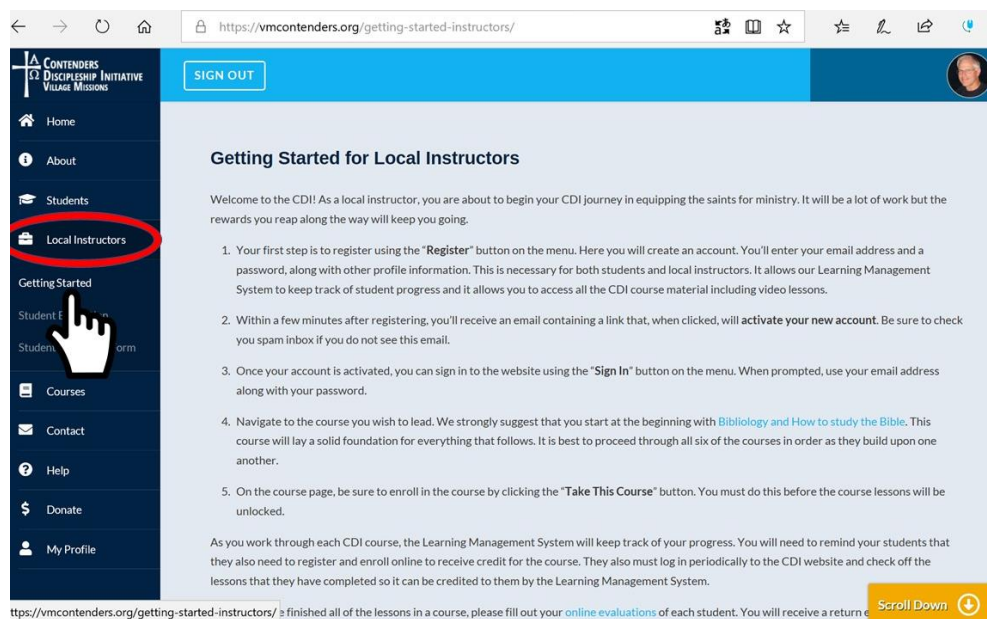 https://vmcontenders.org/getting-started-instructors/
CONTENDERS
DISCIPLESHIP INITIATIVE
VILLAGE MISSIONS
SIGN OUT
Home
About
Students
Local Instructors
Getting Started
Student
Student
orm
Courses
Contact
Help
Donate
My Profile
Getting Started for Local Instructors
Welcome to the CDI! As a local instructor, you are about to begin your CDI journey in equipping the saints for ministry. It will be a lot of work but the
rewards you reap along the way will keep you going.
1. Your first step is to register using the "Register" button on the menu. Here you will create an account. You'll enter your email address and a
password, along with other profile information. This is necessary for both students and local instructors. It allows our Learning Management
System to keep track of student progress and it allows you to access all the CDI course material including video lessons.
2. Within a few minutes after registering, you'll receive an email containing a link that, when clicked, will activate your new account. Be sure to check
you spam inbox if you do not see this email.
3. Once your account is activated, you can sign in to the website using the "Sign In" button on the menu. When prompted, use your email address
along with your password.
4. Navigate to the course you wish to lead. We strongly suggest that you start at the beginning with Bibliology and How to study the Bible. This
course will lay a solid foundation for everything that follows. It is best to proceed through all six of the courses in order as they build upon one
another.
5. On the course page, be sure to enroll in the course by clicking the "Take This Course" button. You must do this before the course lessons will be
unlocked.
As you work through each CDI course, the Learning Management System will keep track of your progress. You will need to remind your students that
they also need to register and enroll online to receive credit for the course. They also must log in periodically to the CDI website and check off the
lessons that they have completed so it can be credited to them by the Learning Management System.
ttps://vmcontenders.org/getting-started-instructors/ e finished all of the lessons in a course, please fill out your online evaluations of each student. You will receive a return e
Scroll Down